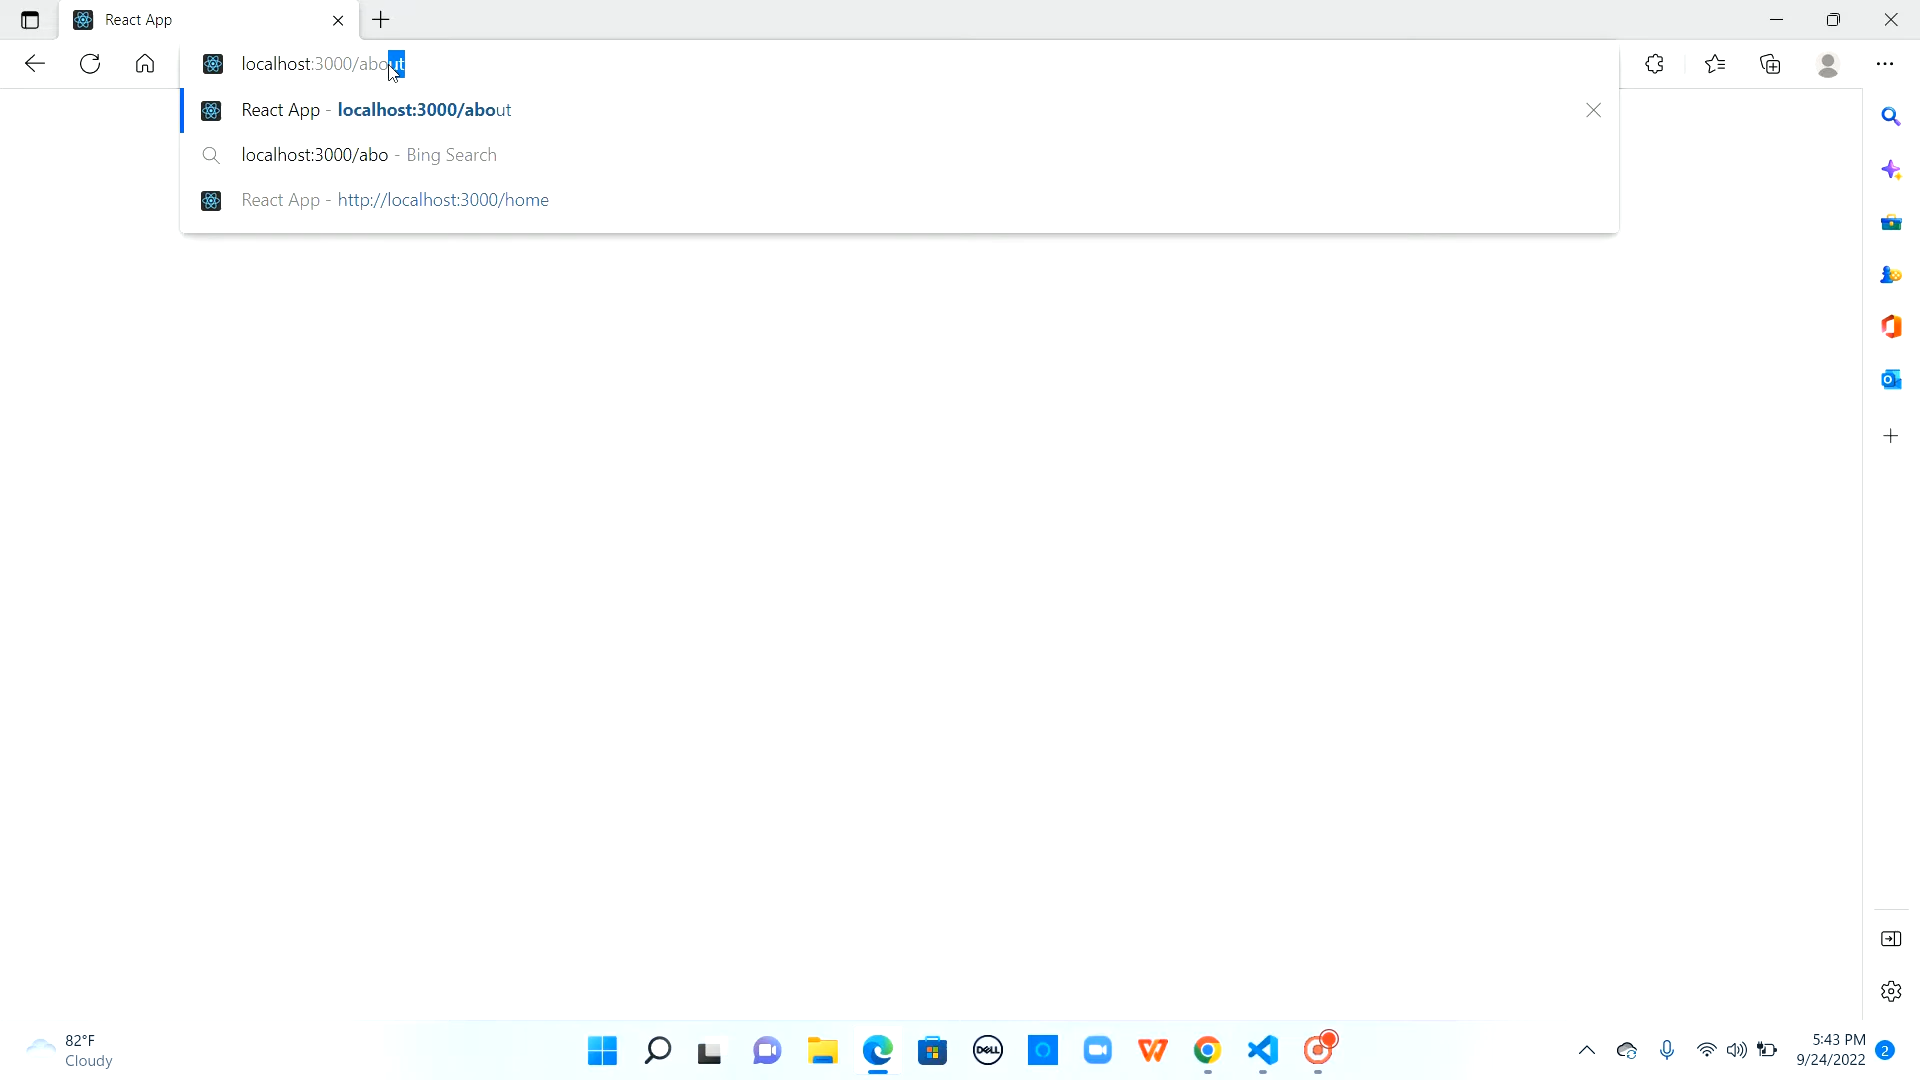 React App
localhost:3000/about
React App - localhost:3000/about
localhost:3000/abo - Bing Search
React App - http://localhost:3000/home
82°F
Cloudy
DELL
5:43 PM
9/24/2022
2